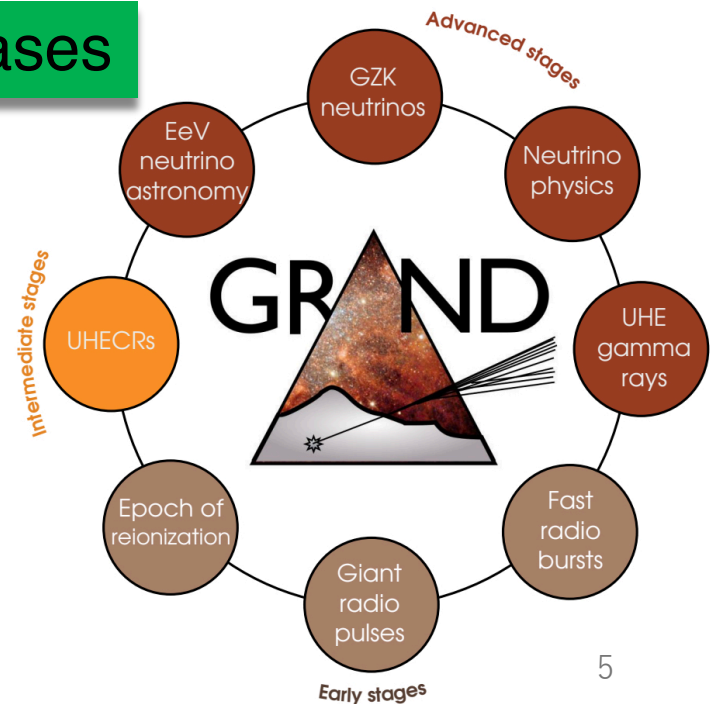 ases
Advanced stages
GZK
neutrinos
EeV
neutrino
astronomy
Neutrino
physics
Intermediate stages
UHECRs
GRAND
UHE
gamma
rays
Epoch of
reionization
Fast
radio
bursts
Giant
radio
pulses
Early stages
5